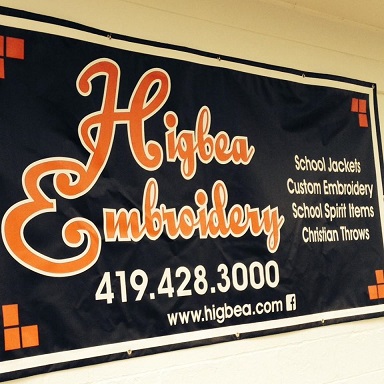 Higbea
Embroidery
School Jackets
Custom Embroidery
School Spirit Items
Christian Throws
419.428.3000
www.higbea.com f